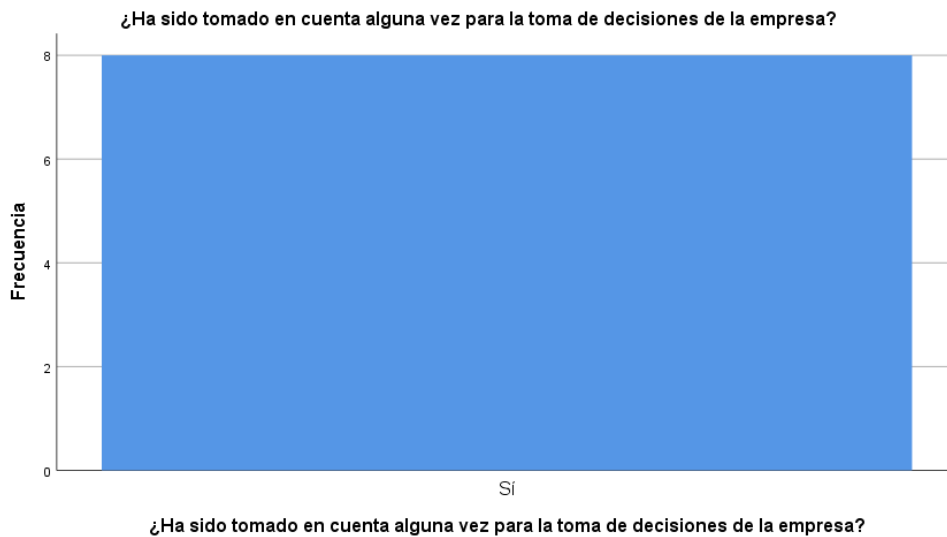 ¿Ha sido tomado en cuenta alguna vez para la toma de decisiones de la empresa?
8
6
4
2
0
Frecuencia
Sí
¿Ha sido tomado en cuenta alguna vez para la toma de decisiones de la empresa?